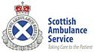 Scottish
Ambulance
Service
Taking Care to the Patient